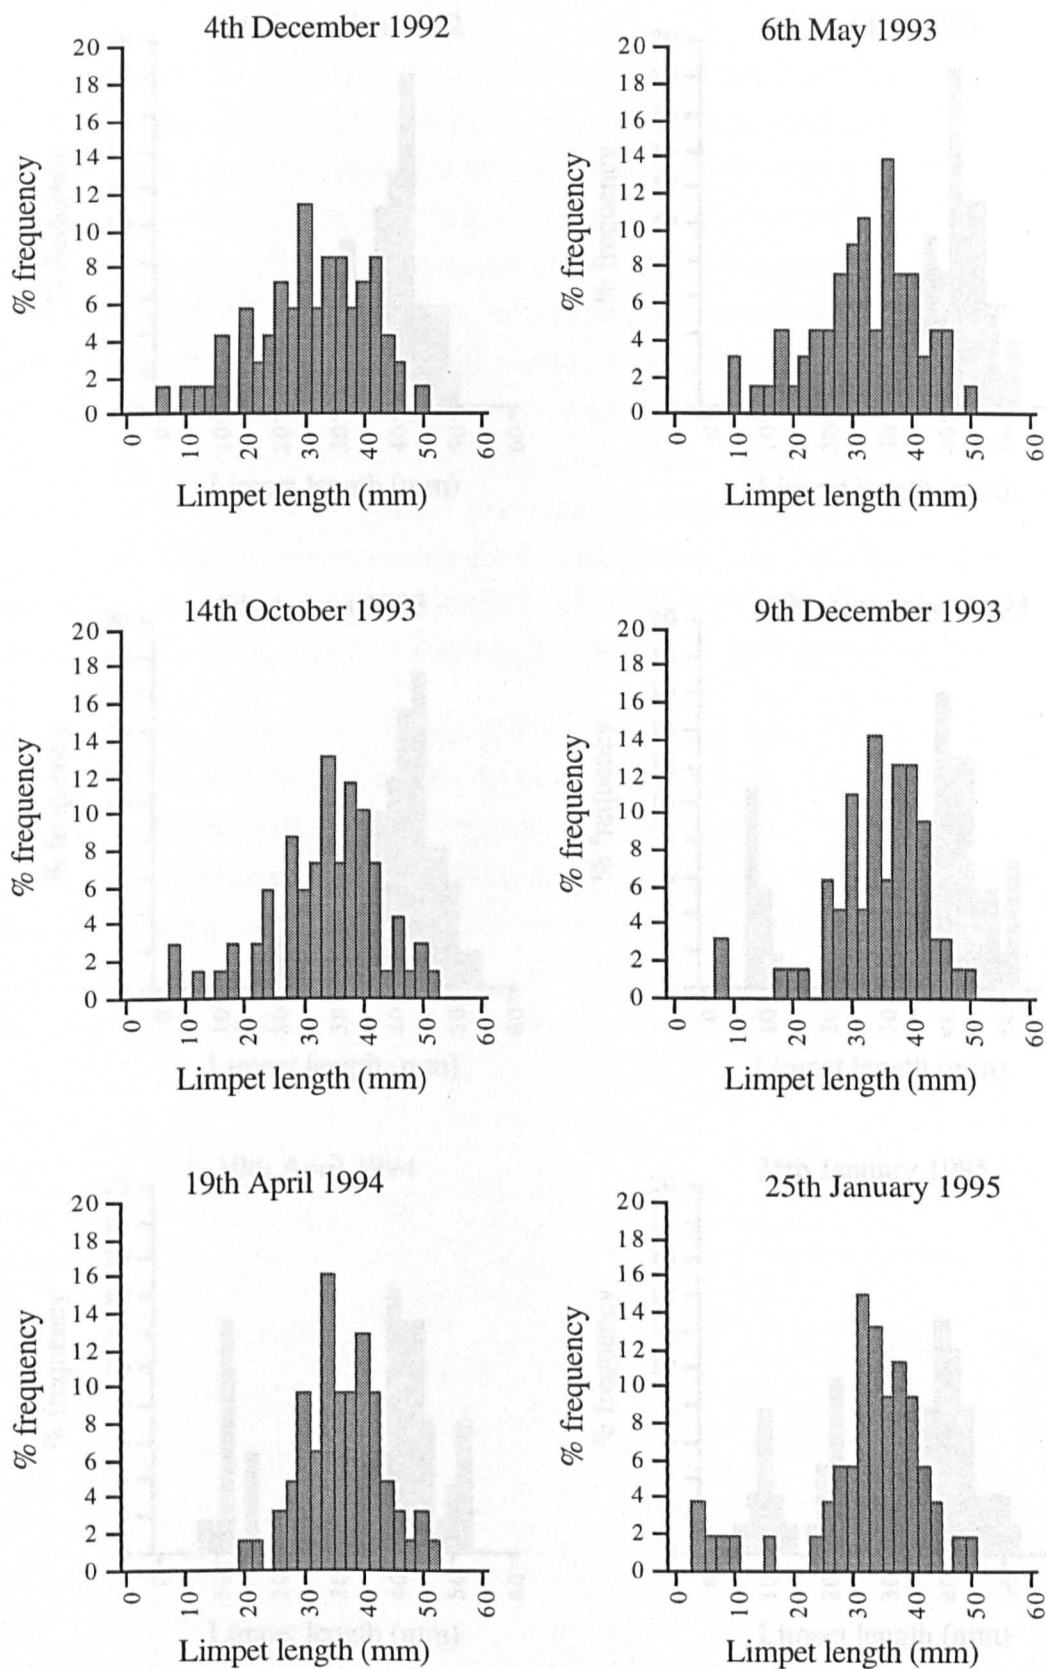 4th December 1992
20
18
16
14
12
10
8
6
4
2
0
% frequency
0 10 20 30 40 50 60
Limpet length (mm)
6th May 1993
20
18
16
14
12
10
8
6
4
2
0
% frequency
0 10 20 30 40 50 60
Limpet length (mm)
14th October 1993
20
18
16
14
12
10
8
6
4
2
0
% frequency
0 10 20 30 40 50 60
Limpet length (mm)
9th December 1993
20
18
16
14
12
10
8
6
4
2
0
% frequency
0 10 20 30 40 50 60
Limpet length (mm)
19th April 1994
20
18
16
14
12
10
8
6
4
2
0
% frequency
0 10 20 30 40 50 60
Limpet length (mm)
25th January 1995
20
18
16
14
12
10
8
6
4
2
0
% frequency
0 10 20 30 40 50 60
Limpet length (mm)